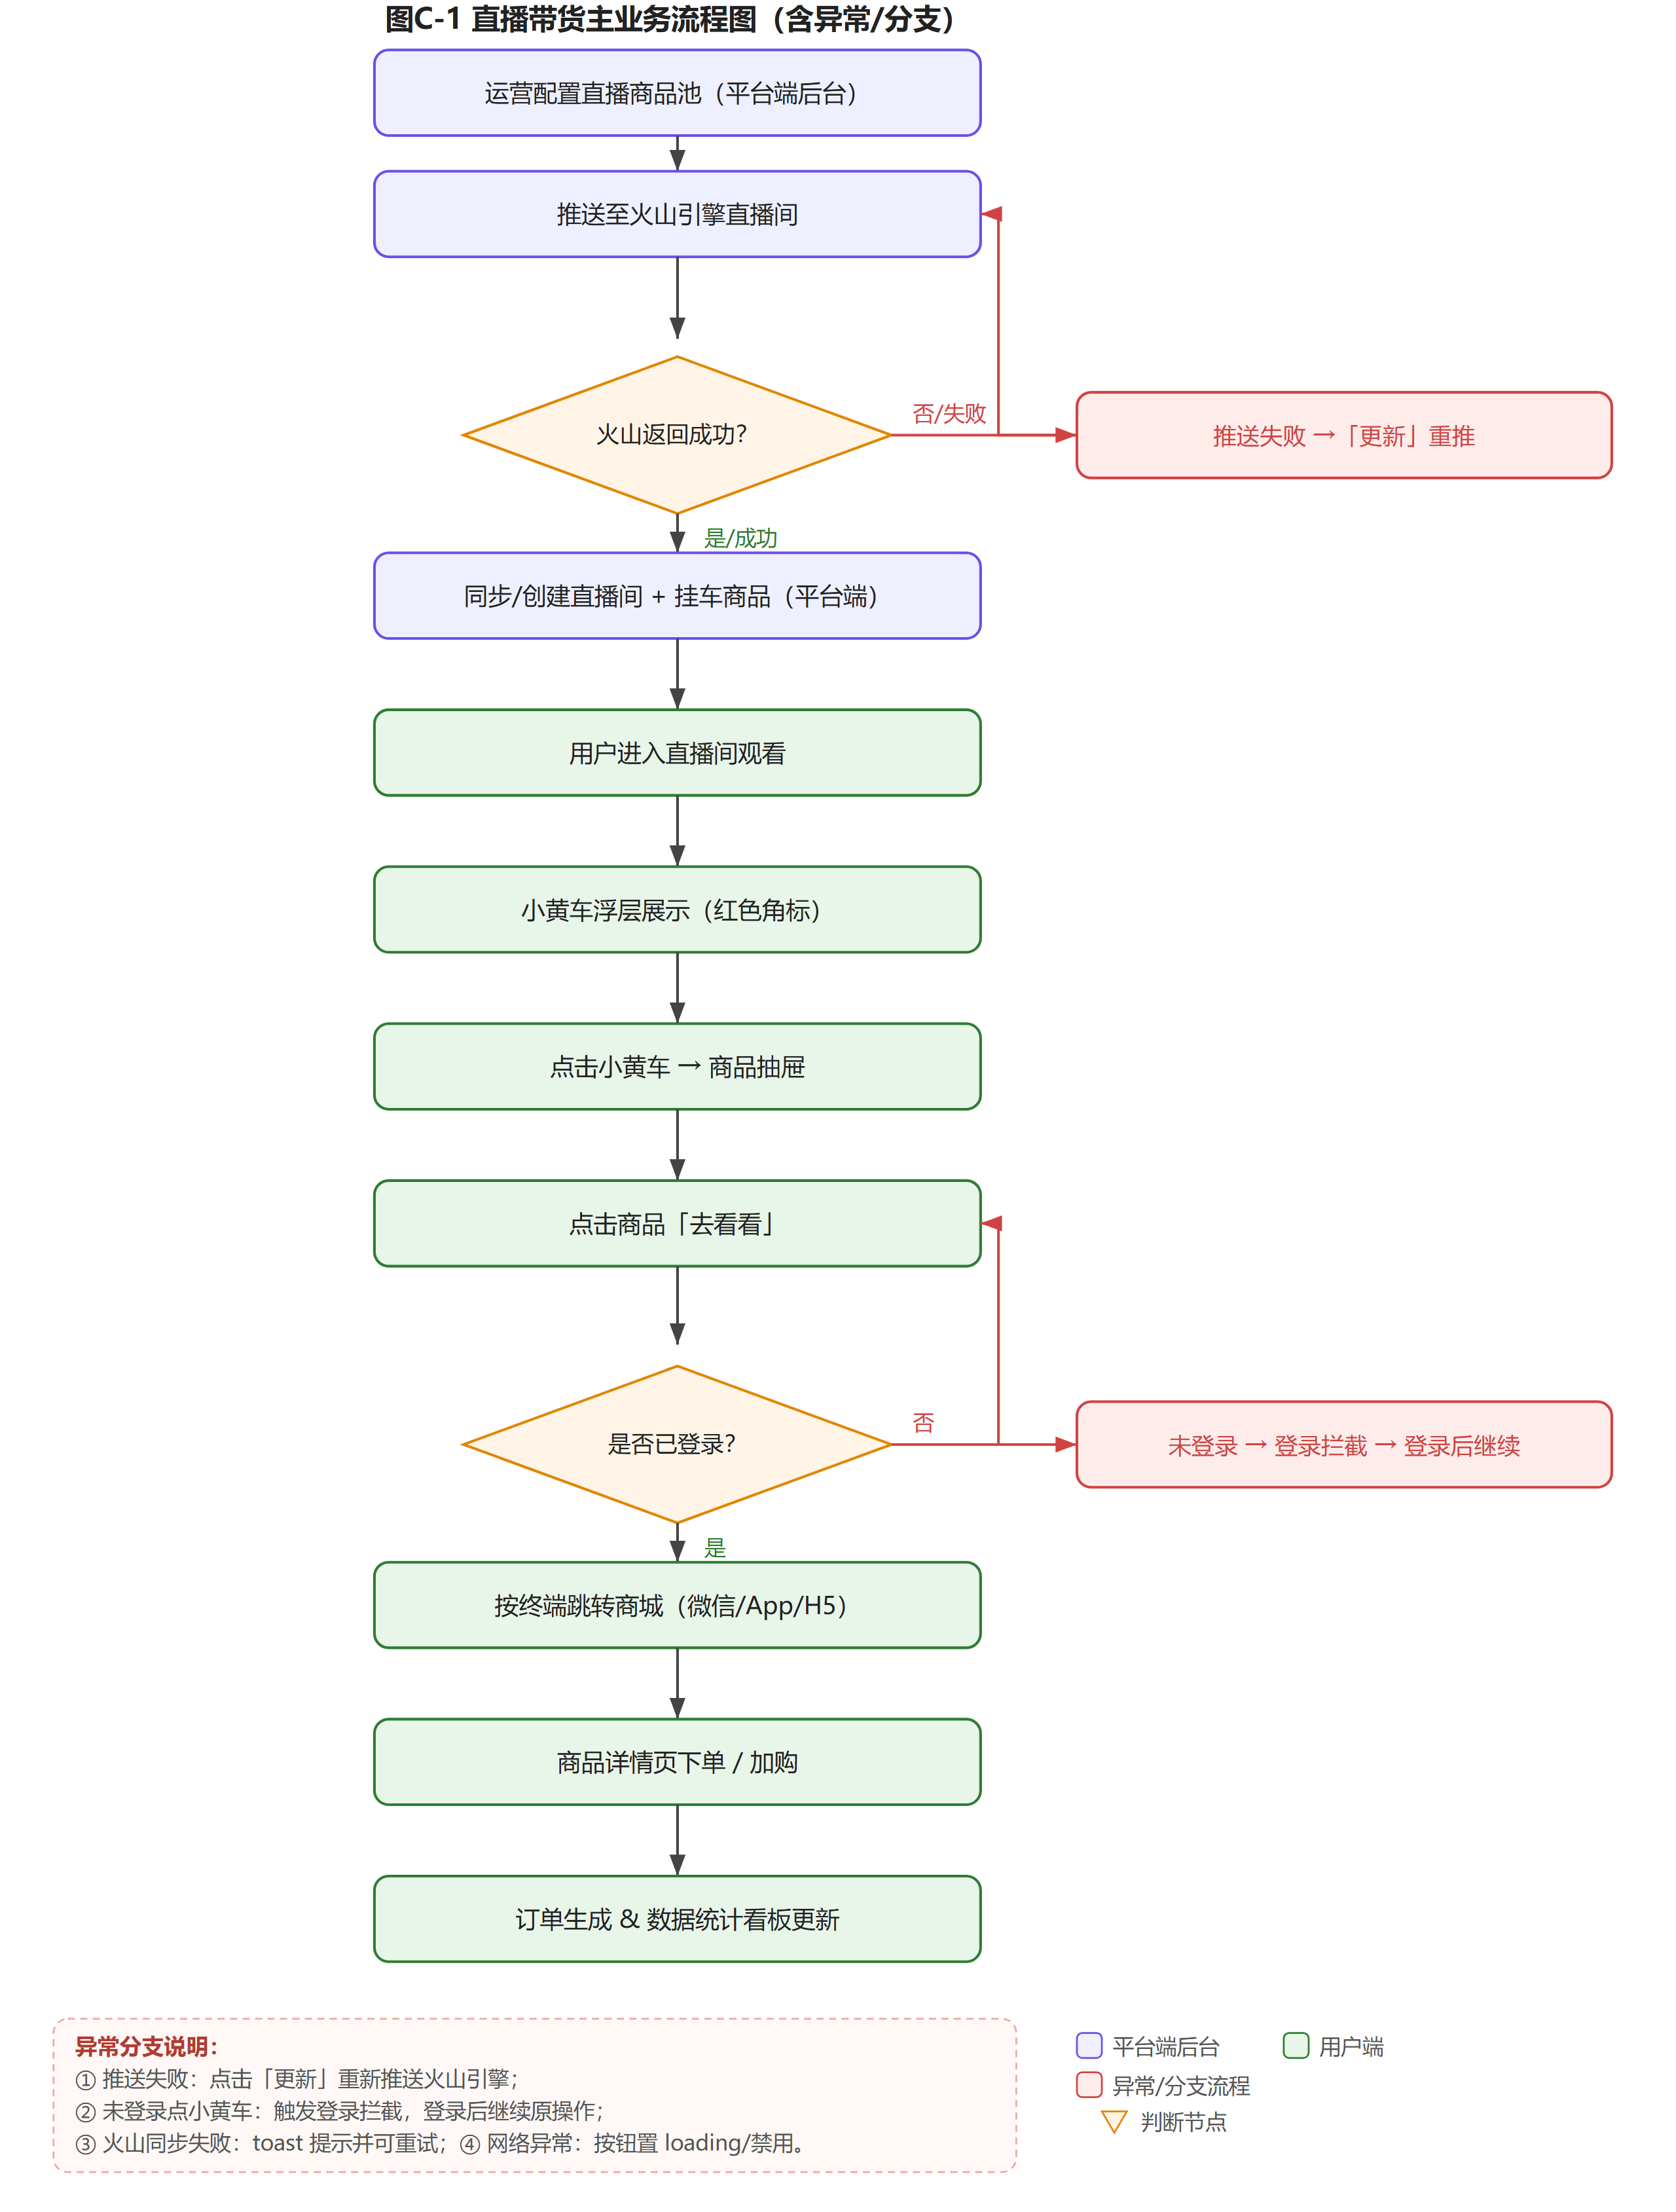 图C-1 直播带货主业务流程图（含异常/分支）
运营配置直播商品池（平台端后台）
推送至火山引擎直播间
火山返回成功？
否/失败
推送失败 → 「更新」重推
是/成功
同步/创建直播间 + 挂车商品（平台端）
用户进入直播间观看
小黄车浮层展示（红色角标）
点击小黄车 → 商品抽屉
点击商品「去看看」
是否已登录？
否
未登录 → 登录拦截 → 登录后继续
是
按终端跳转商城（微信/App/H5）
商品详情页下单 / 加购
订单生成 & 数据统计看板更新
异常分支说明：
① 推送失败：点击「更新」重新推送火山引擎；
② 未登录点小黄车：触发登录拦截，登录后继续原操作；
③ 火山同步失败：toast 提示并可重试；④ 网络异常：按钮置 loading/禁用。
平台端后台
用户端
异常/分支流程
判断节点